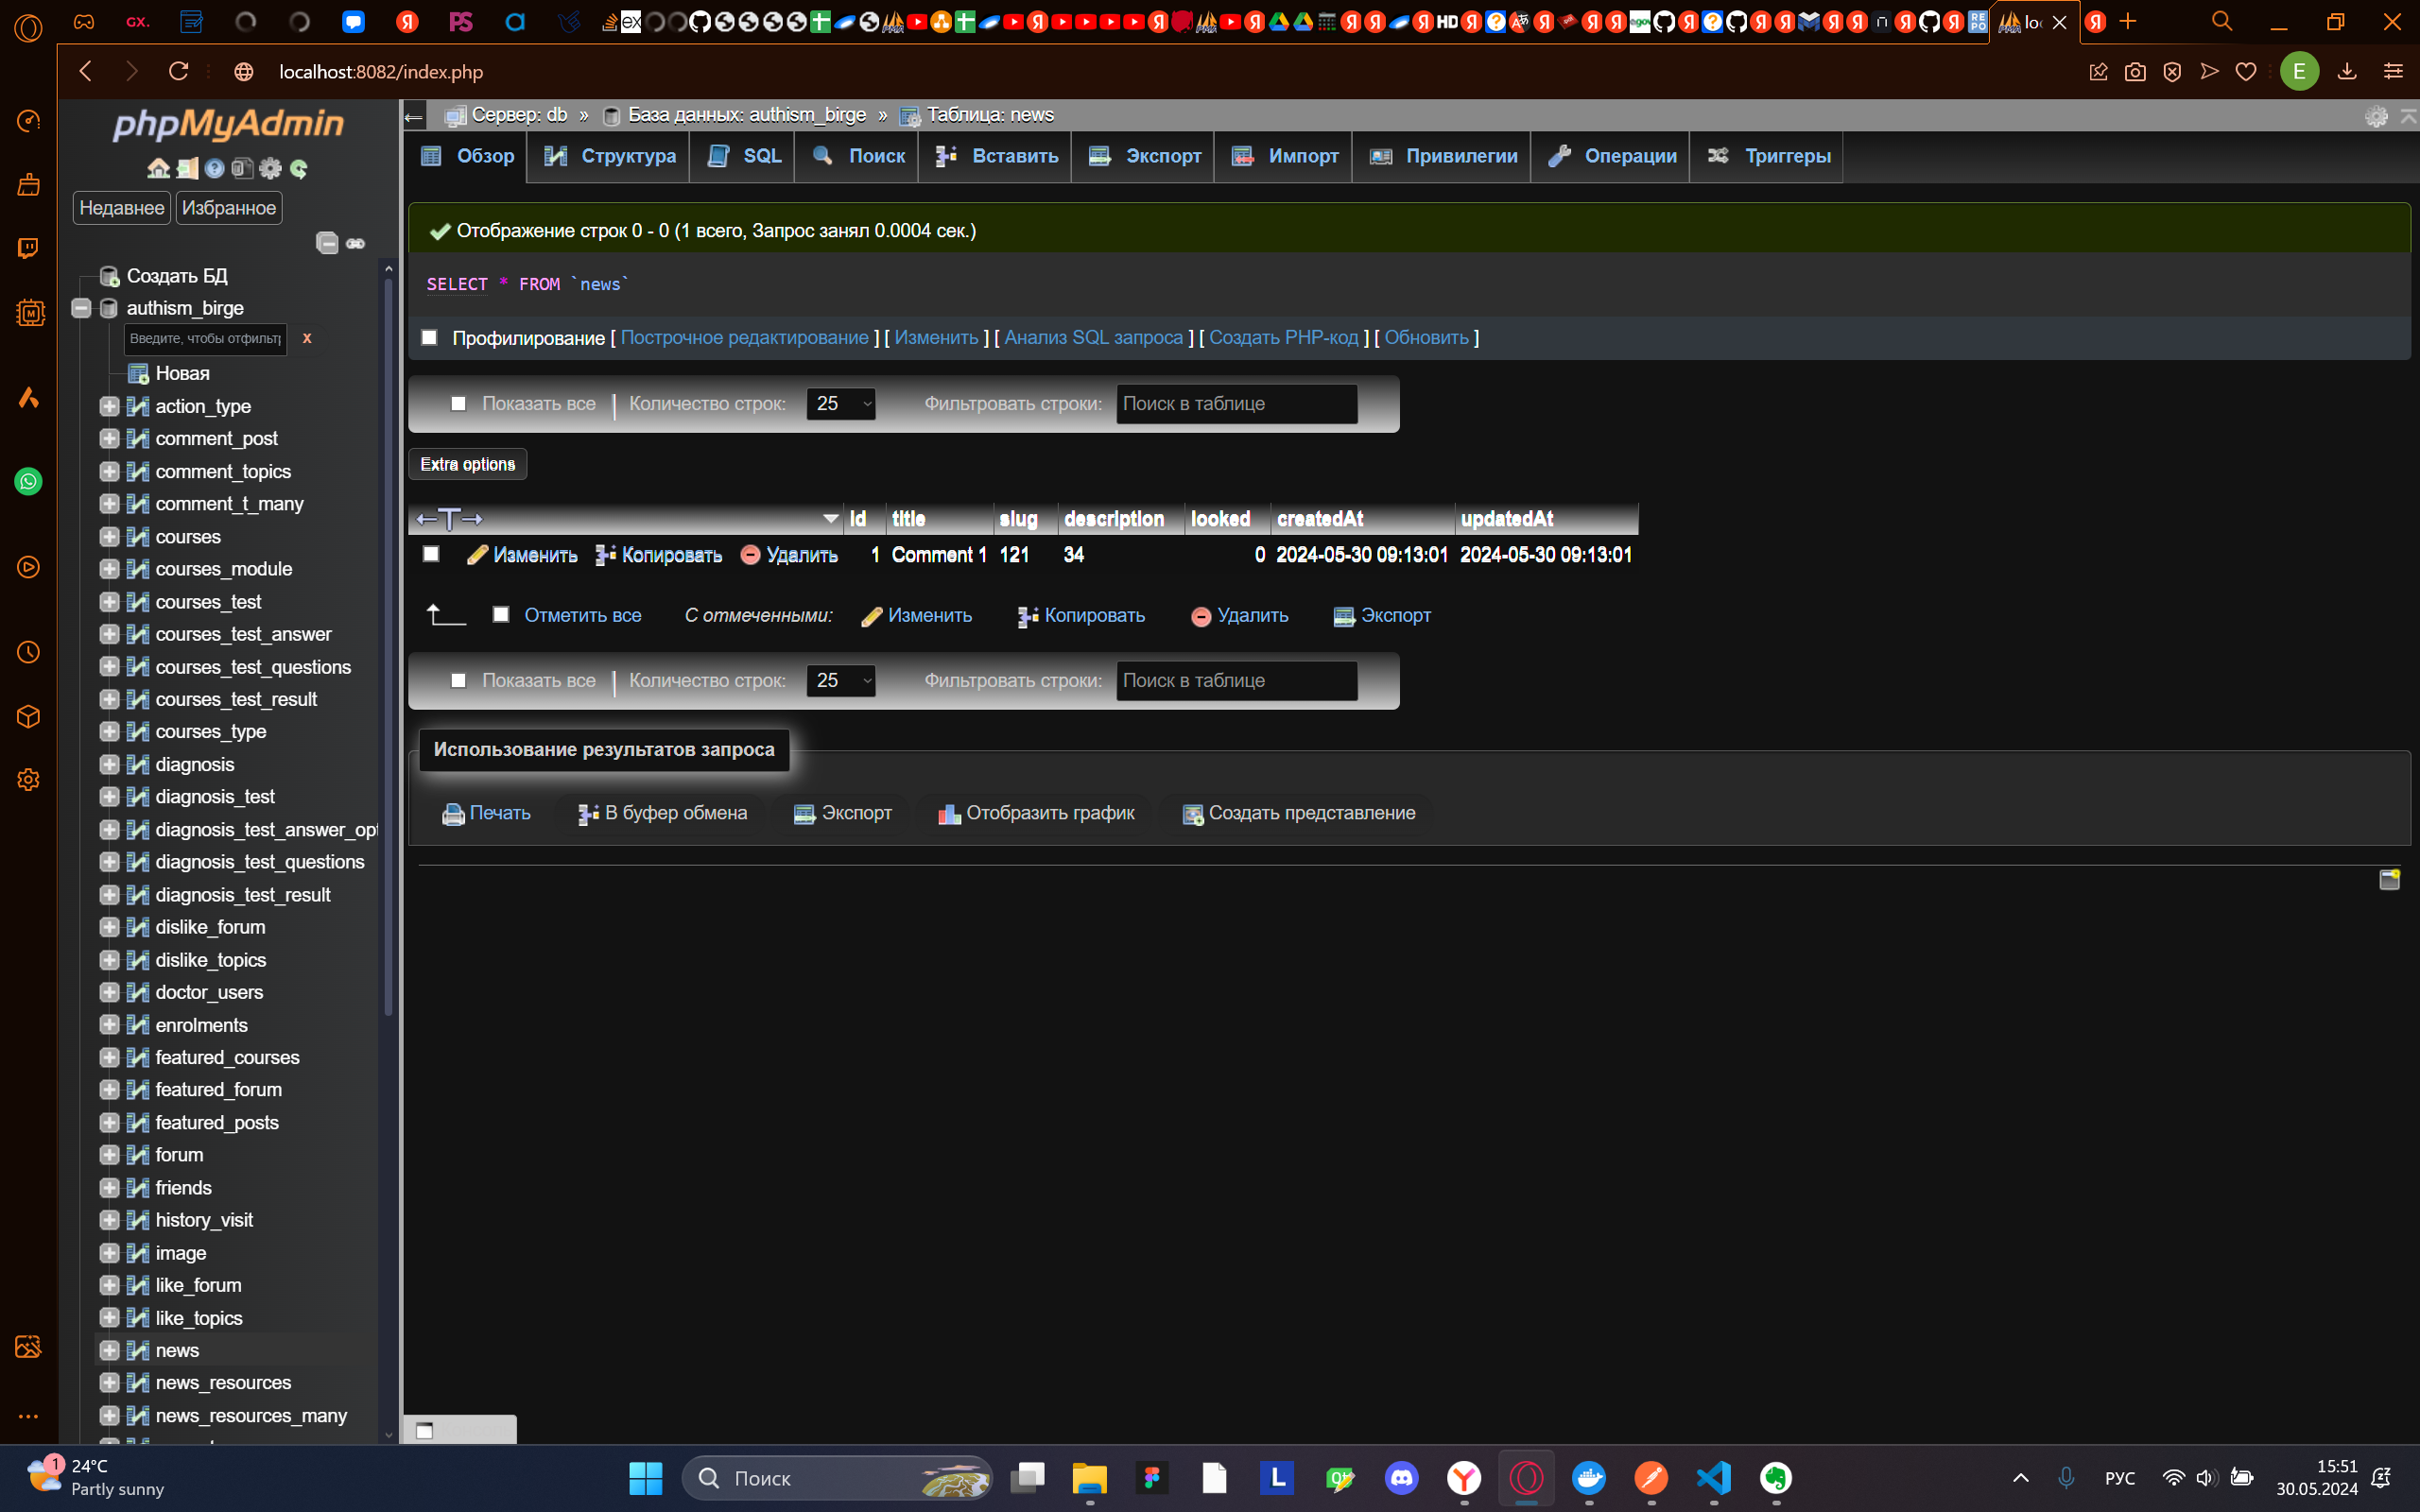 GX.
lo
localhost:8082/index.php
E
phpMyAdmin
Недавнее
Избранное
Создать БД
authism_birge
Введите, чтобы отфильтр
X
Новая
action_type
comment_post
comment_topics
comment_t_many
courses
courses_module
courses_test
courses_test_answer
courses_test_questions
courses_test_result
courses_type
diagnosis
diagnosis_test
diagnosis_test_answer_opt
diagnosis_test_questions
diagnosis_test_result
dislike_forum
dislike_topics
doctor_users
enrolments
featured_courses
featured_forum
featured_posts
forum
friends
history_visit
image
like_forum
like_topics
news
news_resources
news_resources_many
Сервер: db » База данных: authism_birge » Таблица: news
Обзор Структура SQL Поиск Вставить Экспорт Импорт Привилегии Операции Триггеры
Отображение строк 0 - 0 (1 всего, Запрос занял 0.0004 сек.)
SELECT * FROM `news`
Профилирование [ Построчное редактирование ] [ Изменить ] [ Анализ SQL запроса ] [ Создать PHP-код ] [ Обновить ]
Показать все | Количество строк: 25 Фильтровать строки: Поиск в таблице
Extra options
←T→ id title slug description looked createdAt updatedAt
Изменить Копировать Удалить 1 Comment 1 121 34 0 2024-05-30 09:13:01 2024-05-30 09:13:01
Отметить все С отмеченными: Изменить Копировать Удалить Экспорт
Показать все | Количество строк: 25 Фильтровать строки: Поиск в таблице
Использование результатов запроса
Печать В буфер обмена Экспорт Отобразить график Создать представление
1
24°C
Partly sunny
Поиск
РУС
15:51
30.05.2024